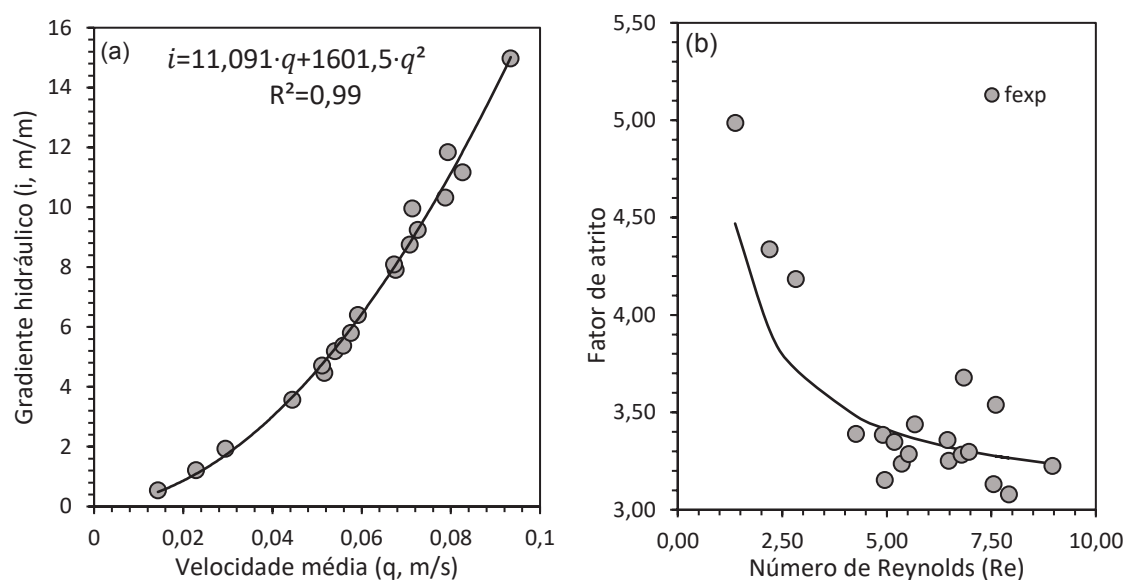 (a)
i=11,091·q+1601,5·q²
R²=0,99
Gradiente hidráulico (i, m/m)
16
14
12
10
8
6
4
2
0
0 0,02 0,04 0,06 0,08 0,1
Velocidade média (q, m/s)
(b)
fexp
Fator de atrito
5,50
5,00
4,50
4,00
3,50
3,00
0,00 2,50 5,00 7,50 10,00
Número de Reynolds (Re)